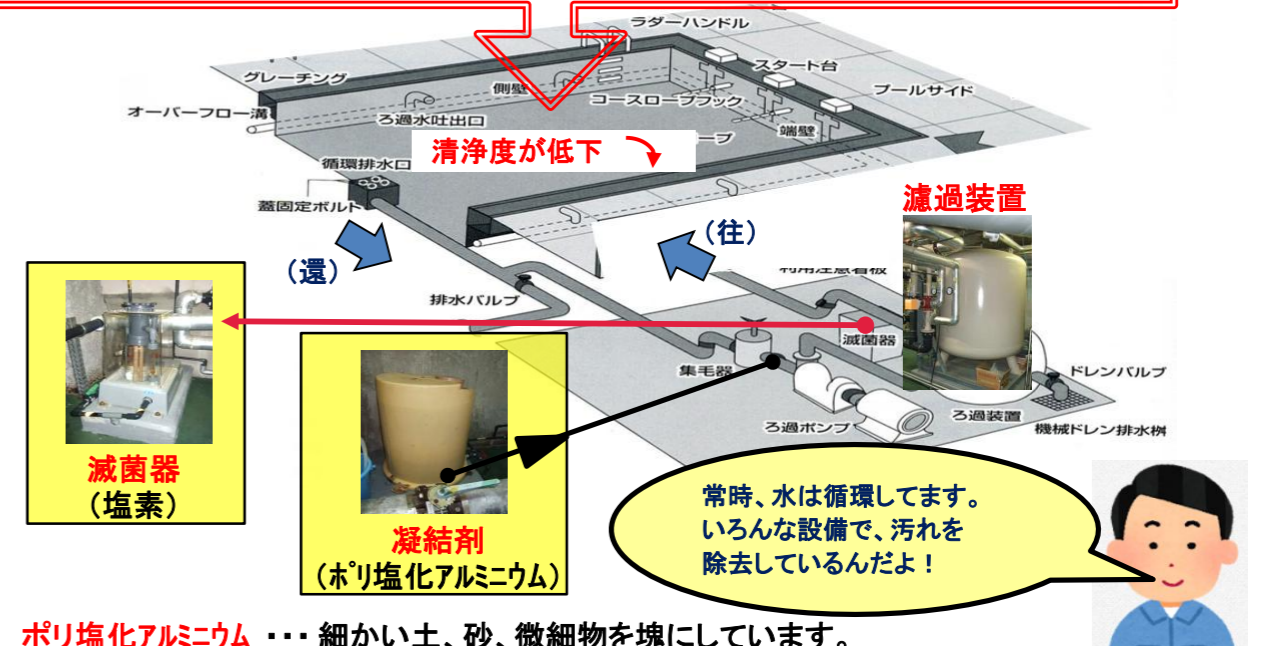 ラダーハンドル
グレーチング
スタート台
側壁
コースロープフック
プールサイド
オーバーフロー溝
ろ過水吐出口
端壁
清浄度が低下
ープ
循環排水口
蓋固定ボルト
濾過装置
(往)
(還)
利用注意看板
排水バルブ
滅菌器
集毛器
ドレンバルブ
ろ過装置
ろ過ポンプ
機械ドレン排水桝
滅菌器
(塩素)
凝結剤
(ポリ塩化アルミニウム)
常時、水は循環してます。
いろんな設備で、汚れを
除去しているんだよ!
ポリ塩化アルミニウム ・・・ 細かい土、砂、微細物を塊にしています。